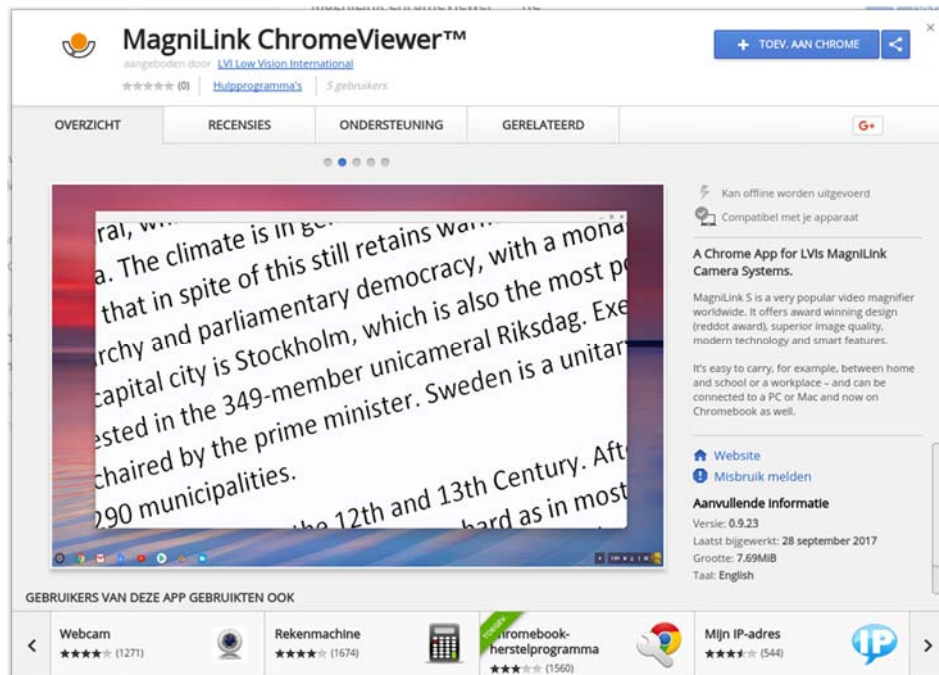 MagniLink ChromeViewer™
aangeboden door LVI Low Vision International
(0) Hulpprogramma's 5 gebruikers
+ TOEV. AAN CHROME
OVERZICHT RECENSIES ONDERSTEUNING GERELATEERD
G+
a. The climate is in
that in spite of this still retains
rchy and parliamentary democracy, with a mona
capital city is Stockholm, which is also the most po
ested in the 349-member unicameral Riksdag. Exe
chaired by the prime minister. Sweden is a unitar
290 municipalities.
the 12th and 13th Century. Aft
hard as in most
Kan offline worden uitgevoerd
Compatibel met je apparaat
A Chrome App for LVIs MagniLink
Camera Systems.
MagniLink S is a very popular video magnifier
worldwide. It offers award winning design
(reddot award), superior image quality,
modern technology and smart features.
It's easy to carry, for example, between home
and school or a workplace – and can be
connected to a PC or Mac and now on
Chromebook as well.
Website
Misbruik melden
Aanvullende informatie
Versie: 0.9.23
Laatst bijgewerkt: 28 september 2017
Grootte: 7.69MiB
Taal: English
GEBRUIKERS VAN DEZE APP GEBRUIKTEN OOK
Webcam
(1271)
Rekenmachine
(1674)
Chromebook-
herstelprogramma
(1560)
Mijn IP-adres
(544)
IP